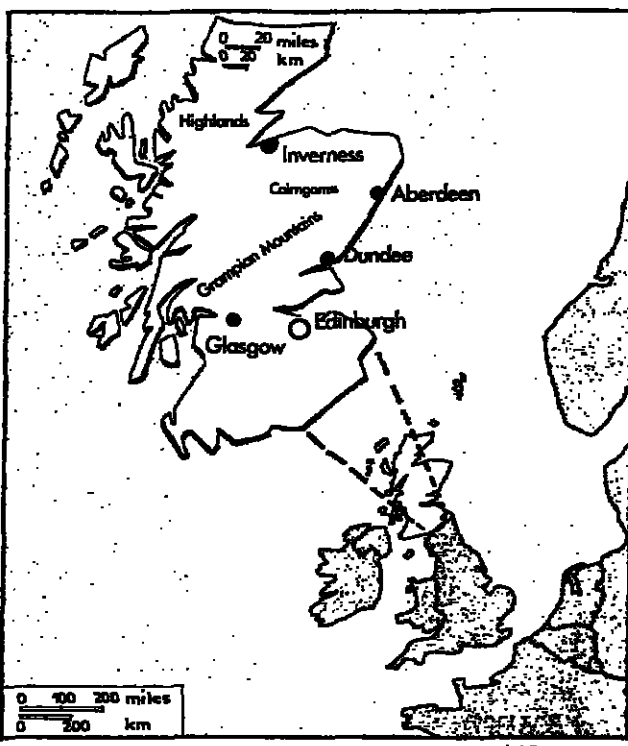 0 20 miles
0 20
km
Highlands
Inverness
Cairngorms
Aberdeen
Grampian Mountains
Dundee
Edinburgh
Glasgow
0 100 200 miles
0 200
km